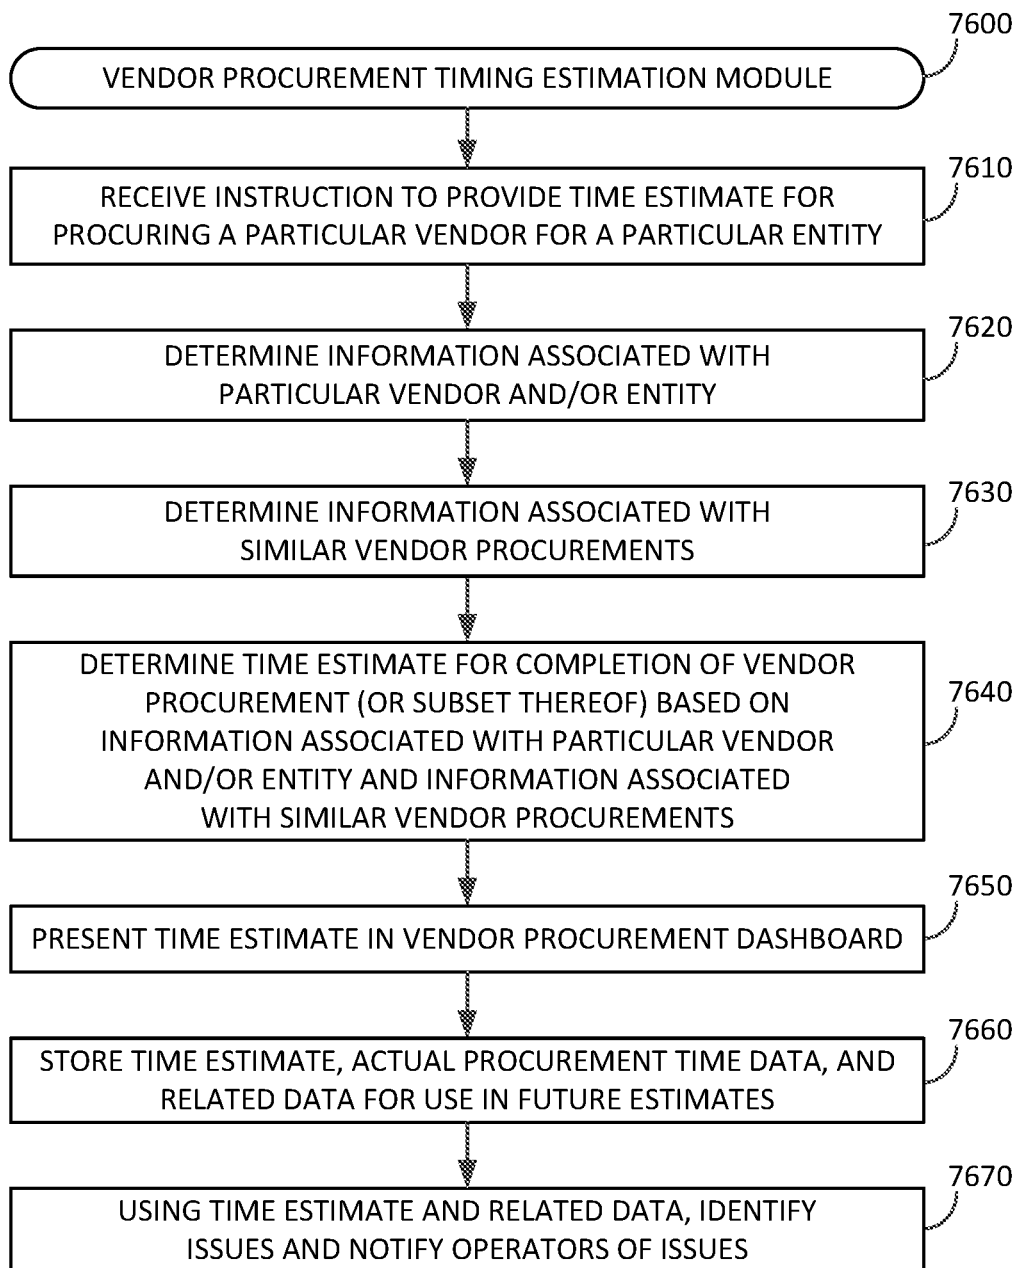 7600
VENDOR PROCUREMENT TIMING ESTIMATION MODULE
7610
RECEIVE INSTRUCTION TO PROVIDE TIME ESTIMATE FOR
PROCURING A PARTICULAR VENDOR FOR A PARTICULAR ENTITY
7620
DETERMINE INFORMATION ASSOCIATED WITH
PARTICULAR VENDOR AND/OR ENTITY
7630
DETERMINE INFORMATION ASSOCIATED WITH
SIMILAR VENDOR PROCUREMENTS
7640
DETERMINE TIME ESTIMATE FOR COMPLETION OF VENDOR
PROCUREMENT (OR SUBSET THEREOF) BASED ON
INFORMATION ASSOCIATED WITH PARTICULAR VENDOR
AND/OR ENTITY AND INFORMATION ASSOCIATED
WITH SIMILAR VENDOR PROCUREMENTS
7650
PRESENT TIME ESTIMATE IN VENDOR PROCUREMENT DASHBOARD
7660
STORE TIME ESTIMATE, ACTUAL PROCUREMENT TIME DATA, AND
RELATED DATA FOR USE IN FUTURE ESTIMATES
7670
USING TIME ESTIMATE AND RELATED DATA, IDENTIFY
ISSUES AND NOTIFY OPERATORS OF ISSUES